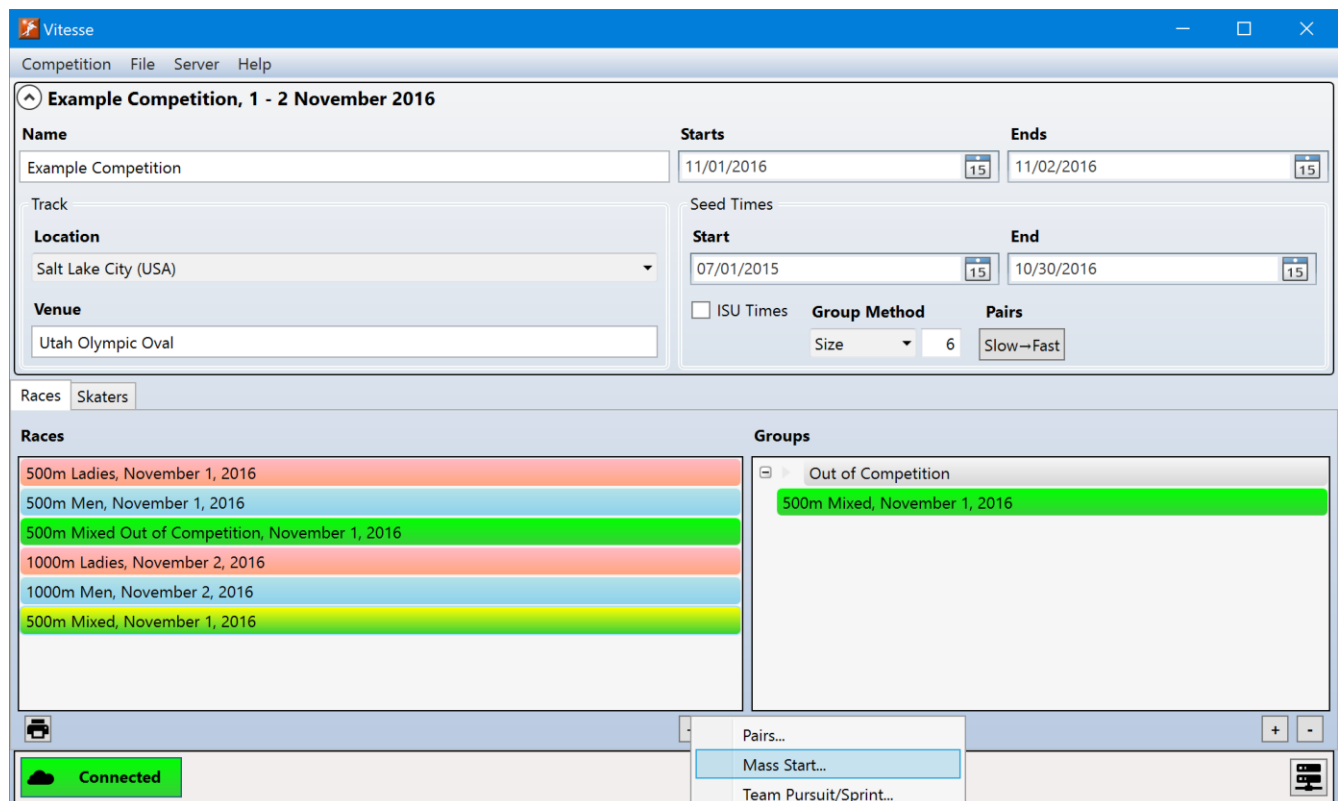 Vitesse
Competition File Server Help
Example Competition, 1 - 2 November 2016
Name Starts Ends
Example Competition 11/01/2016 15 11/02/2016 15
Track Seed Times
Location Start End
Salt Lake City (USA) 07/01/2015 15 10/30/2016 15
Venue ISU Times Group Method Pairs
Utah Olympic Oval Size 6 Slow→Fast
Races Skaters
Races Groups
500m Ladies, November 1, 2016 Out of Competition
500m Men, November 1, 2016 500m Mixed, November 1, 2016
500m Mixed Out of Competition, November 1, 2016
1000m Ladies, November 2, 2016
1000m Men, November 2, 2016
500m Mixed, November 1, 2016
Pairs... + -
Mass Start...
Connected
Team Pursuit/Sprint...